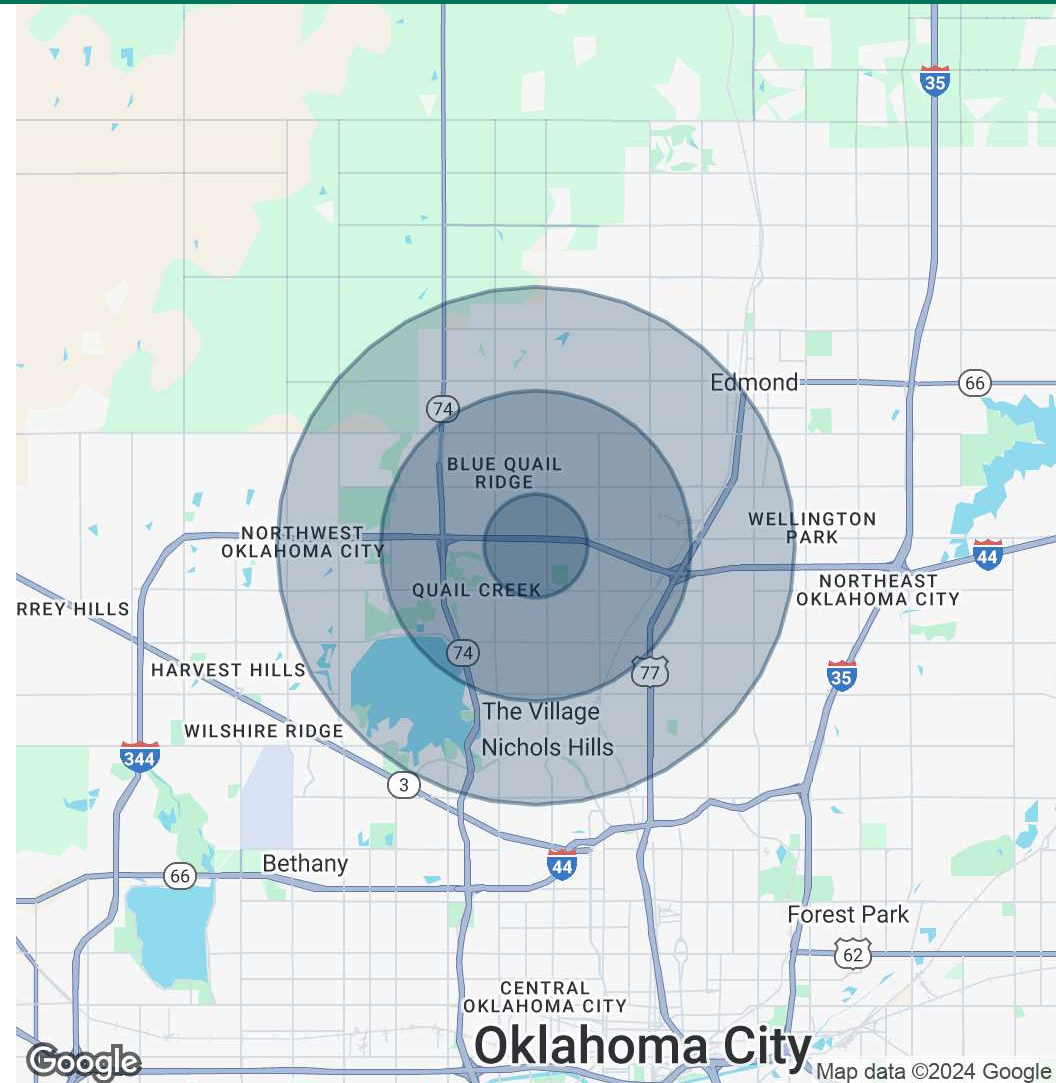 35
Edmond
66
74
BLUE QUAIL
RIDGE
WELLINGTON
PARK
NORTHWEST
OKLAHOMA CITY
44
QUAIL CREEK
NORTHEAST
OKLAHOMA CITY
RREY HILLS
74
HARVEST HILLS
77
35
The Village
WILSHIRE RIDGE
Nichols Hills
344
3
Bethany
44
66
Forest Park
62
CENTRAL
OKLAHOMA CITY
Oklahoma City
Google
Map data ©2024 Google